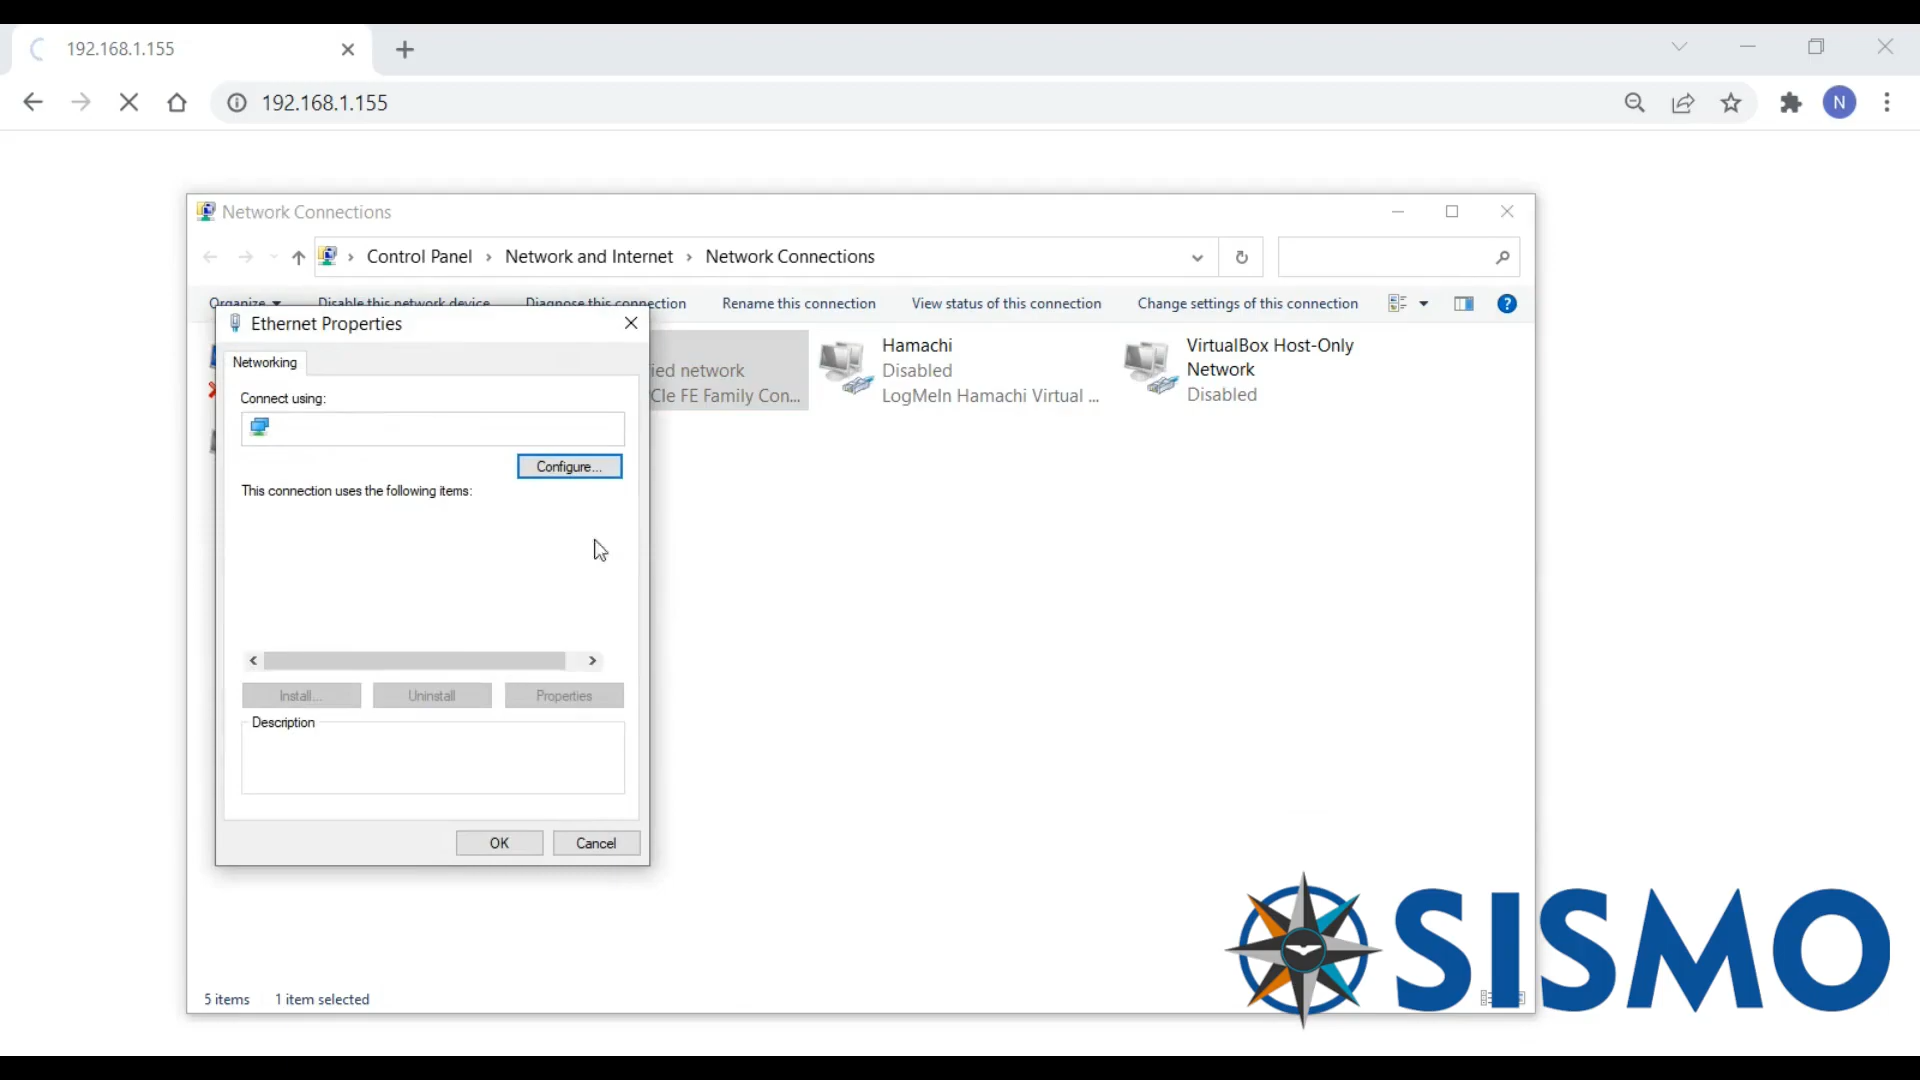 192.168.1.155
192.168.1.155
N
Network Connections
Control Panel > Network and Internet > Network Connections
Organize Disable this network device Diagnose this connection Rename this connection View status of this connection Change settings of this connection
Ethernet Properties
Networking
Connect using:
Configure...
This connection uses the following items:
Install... Uninstall Properties
Description
OK Cancel
ied network
Cle FE Family Con...
Hamachi
Disabled
LogMeIn Hamachi Virtual ...
VirtualBox Host-Only
Network
Disabled
5 items 1 item selected
SISMO